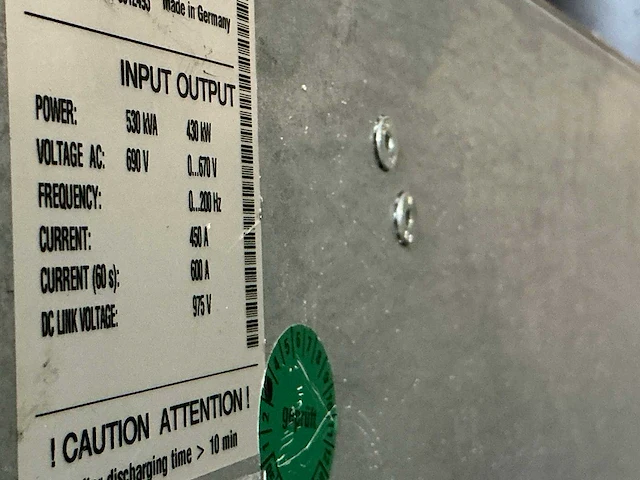 Made in Germany
INPUT OUTPUT
POWER: 530 kVA 430 kW
VOLTAGE AC: 690 V 0...670 V
FREQUENCY: 0...200 Hz
CURRENT: 450 A
CURRENT (60 s): 600 A
DC LINK VOLTAGE: 975 V
! CAUTION ATTENTION !
discharging time > 10 min
geprüft